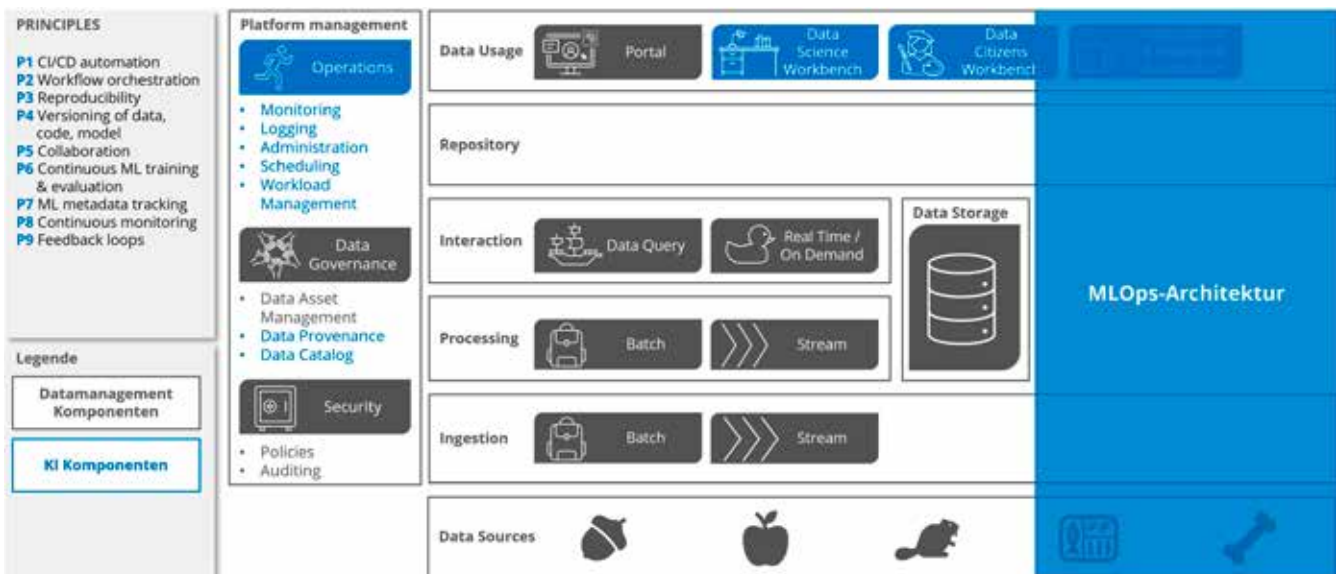 PRINCIPLES
P1 CI/CD automation
P2 Workflow orchestration
P3 Reproducibility
P4 Versioning of data,
code, model
P5 Collaboration
P6 Continuous ML training
& evaluation
P7 ML metadata tracking
P8 Continuous monitoring
P9 Feedback loops
Legende
Datamanagement
Komponenten
KI Komponenten
Platform management
Operations
• Monitoring
• Logging
• Administration
• Scheduling
• Workload
Management
Data
Governance
• Data Asset
Management
• Data Provenance
• Data Catalog
Security
• Policies
• Auditing
Data Usage
Portal
Data
Science
Workbench
Data
Citizens
Workbench
Repository
Interaction
Data Query
Real Time /
On Demand
Data Storage
Processing
Batch
Stream
Ingestion
Batch
Stream
Data Sources
MLOps-Architektur